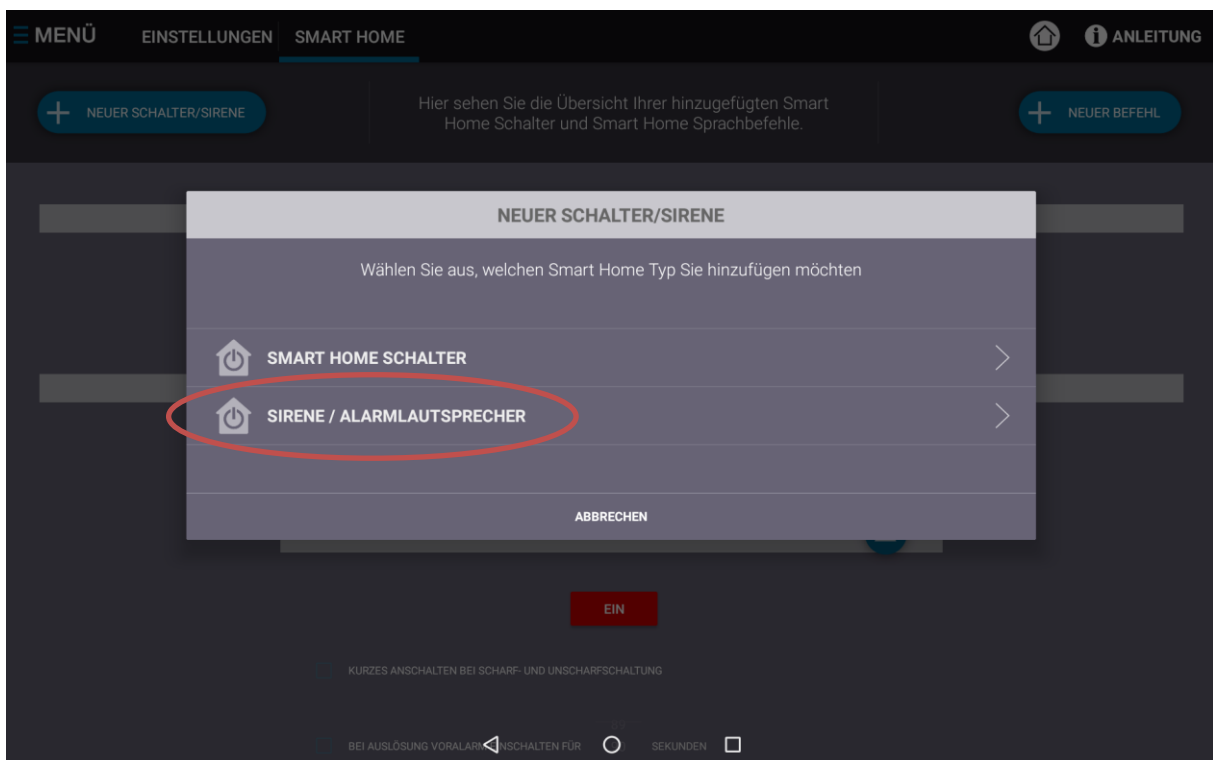 MENÜ EINSTELLUNGEN SMART HOME ANLEITUNG
NEUER SCHALTER/SIRENE
Hier sehen Sie die Übersicht Ihrer hinzugefügten Smart
Home Schalter und Smart Home Sprachbefehle.
NEUER BEFEHL
NEUER SCHALTER/SIRENE
Wählen Sie aus, welchen Smart Home Typ Sie hinzufügen möchten
SMART HOME SCHALTER
SIRENE / ALARMLAUTSPRECHER
ABBRECHEN
EIN
KURZES ANSCHALTEN BEI SCHARF- UND UNSCHARFSCHALTUNG
BEI AUSLÖSUNG FÜR SEKUNDEN